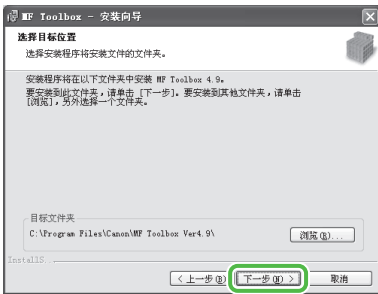 MF Toolbox - 安装向导
选择目标位置
选择安装程序将安装文件的文件夹。
安装程序将在以下文件夹中安装 MF Toolbox 4.9。
要安装到此文件夹，请单击 [下一步]。要安装到其他文件夹，请单击
[浏览]，另外选择一个文件夹。
目标文件夹
C:\Program Files\Canon\MF Toolbox Ver4.9\
浏览(R)...
InstallS
< 上一步(B) 下一步(N) > 取消